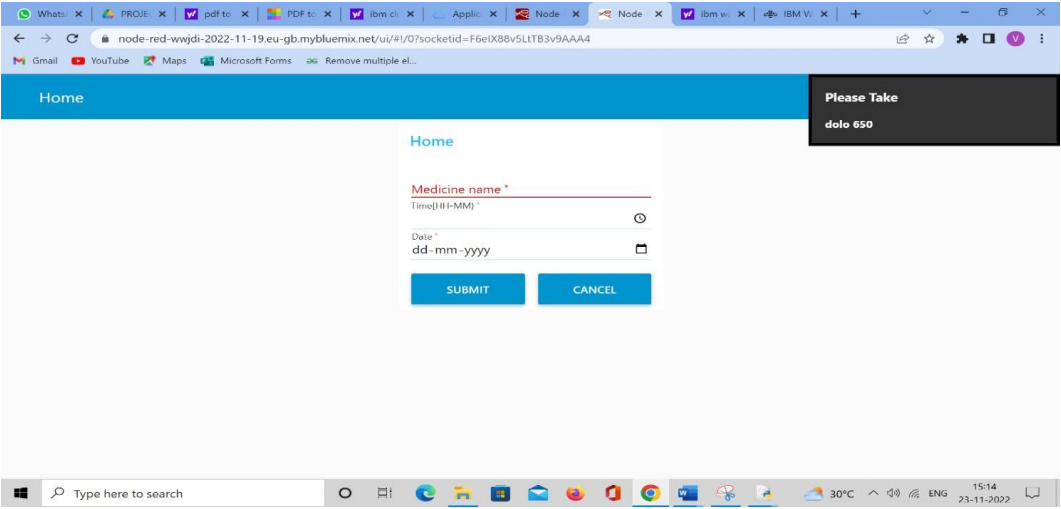 Whats
PROJE
pdf to
PDF to
ibm cl
Applic
Node
Node
ibm w
IBM W
node-red-wwjdi-2022-11-19.eu-gb.mybluemix.net/ui/#!/0?socketid=F6eIX88v5LtTB3v9AAA4
V
Gmail YouTube Maps Microsoft Forms Remove multiple el...
Home
Please Take
dolo 650
Home
Medicine name *
Time(HH-MM) *
Date *
dd-mm-yyyy
SUBMIT CANCEL
Type here to search
30°C ENG 15:14
23-11-2022